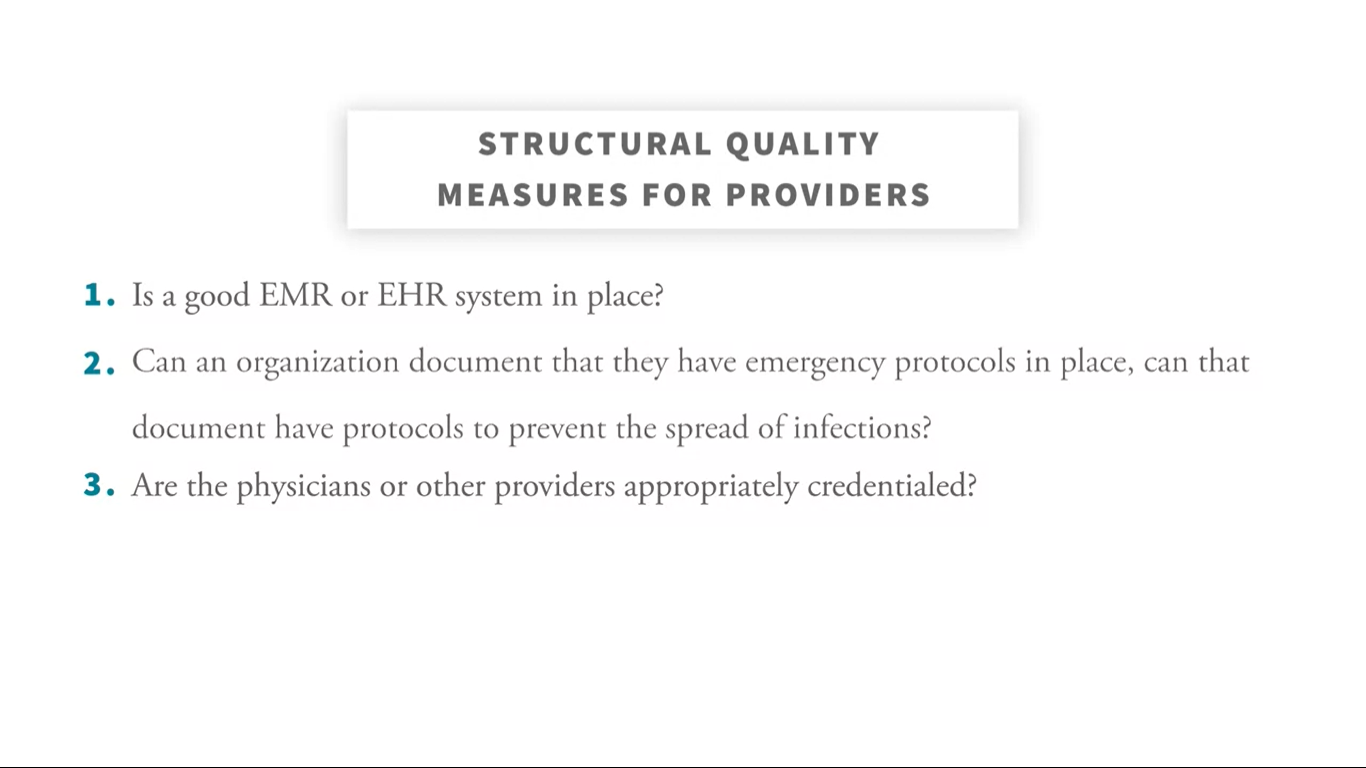 STRUCTURAL QUALITY
MEASURES FOR PROVIDERS
1. Is a good EMR or EHR system in place?
2. Can an organization document that they have emergency protocols in place, can that
document have protocols to prevent the spread of infections?
3. Are the physicians or other providers appropriately credentialed?